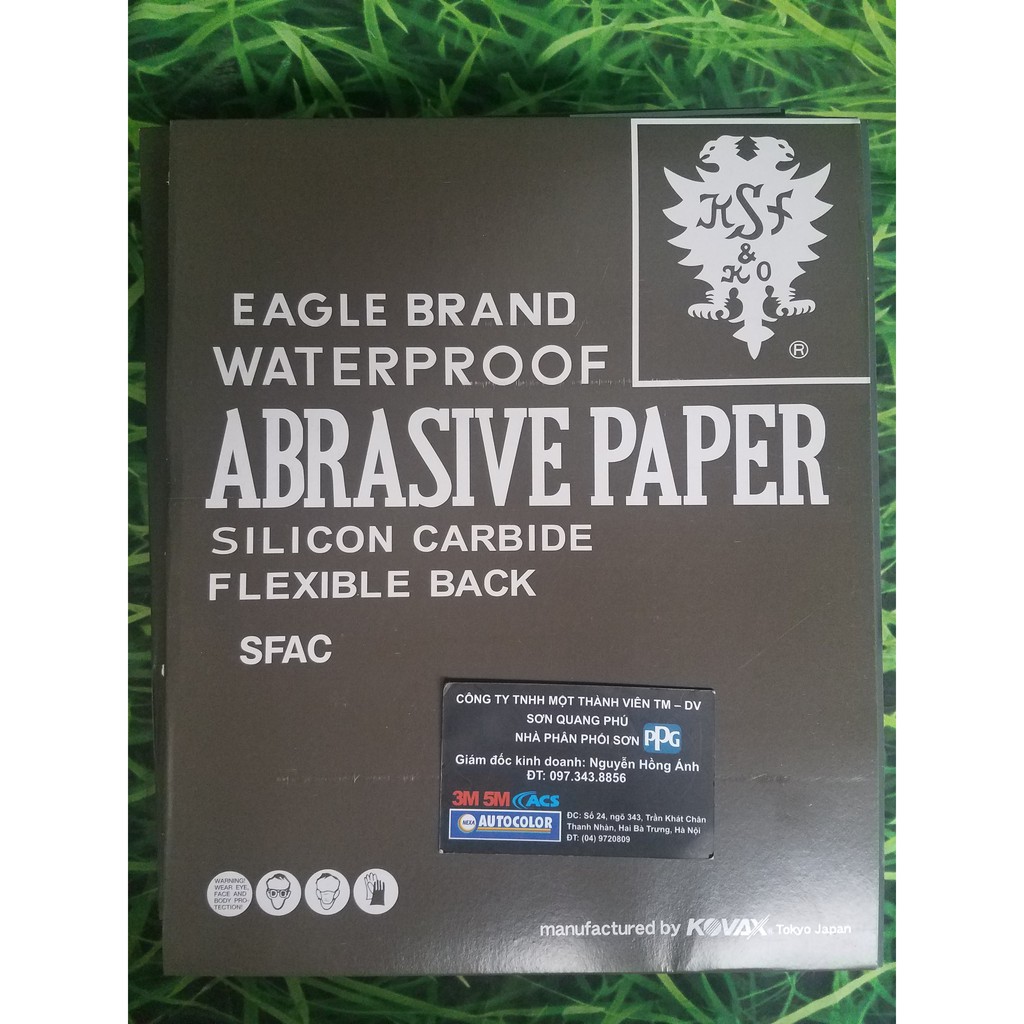 KSf
&
KO
®
EAGLE BRAND
WATERPROOF
ABRASIVE PAPER
SILICON CARBIDE
FLEXIBLE BACK
SFAC
CÔNG TY TNHH MỘT THÀNH VIÊN TM – DV
SƠN QUANG PHÚ
NHÀ PHÂN PHỐI SƠN PPG
Giám đốc kinh doanh: Nguyễn Hồng Ánh
ĐT: 097.343.8856
3M 5M ACS
NEXA AUTOCOLOR
ĐC: Số 24, ngõ 343, Trần Khát Chân
Thanh Nhàn, Hai Bà Trưng, Hà Nội
ĐT: (04) 9720809
WARNING!
WEAR EYE,
FACE AND
BODY PRO-
TECTION!
manufactured by KOVAX® Tokyo Japan